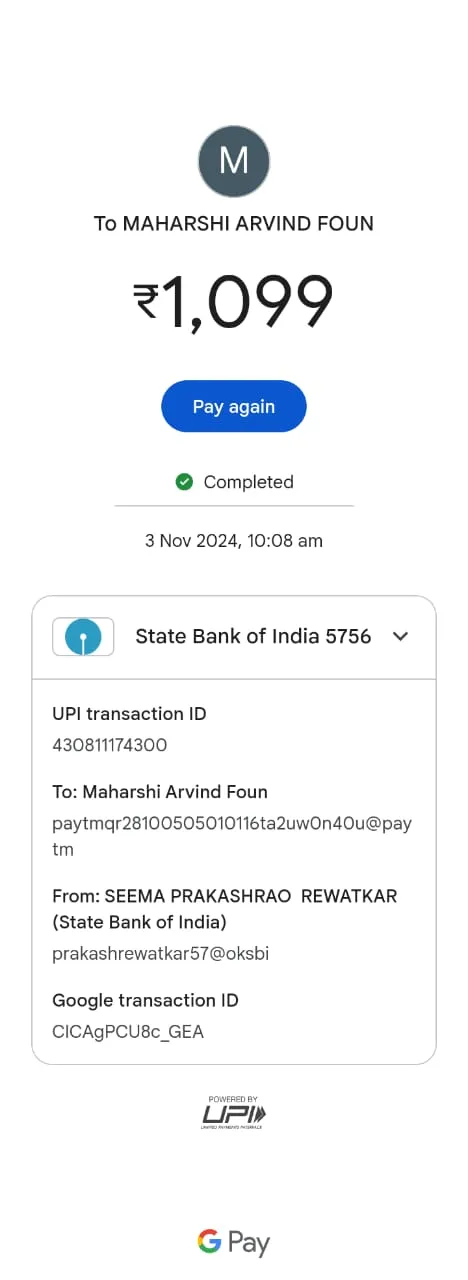 M
To MAHARSHI ARVIND FOUN
₹1,099
Pay again
Completed
3 Nov 2024, 10:08 am
State Bank of India 5756
UPI transaction ID
430811174300
To: Maharshi Arvind Foun
paytmqr28100505010116ta2uw0n40u@pay
tm
From: SEEMA PRAKASHRAO  REWATKAR
(State Bank of India)
prakashrewatkar57@oksbi
Google transaction ID
CICAgPCU8c_GEA
POWERED BY
UPI
UNIFIED PAYMENTS INTERFACE
G Pay